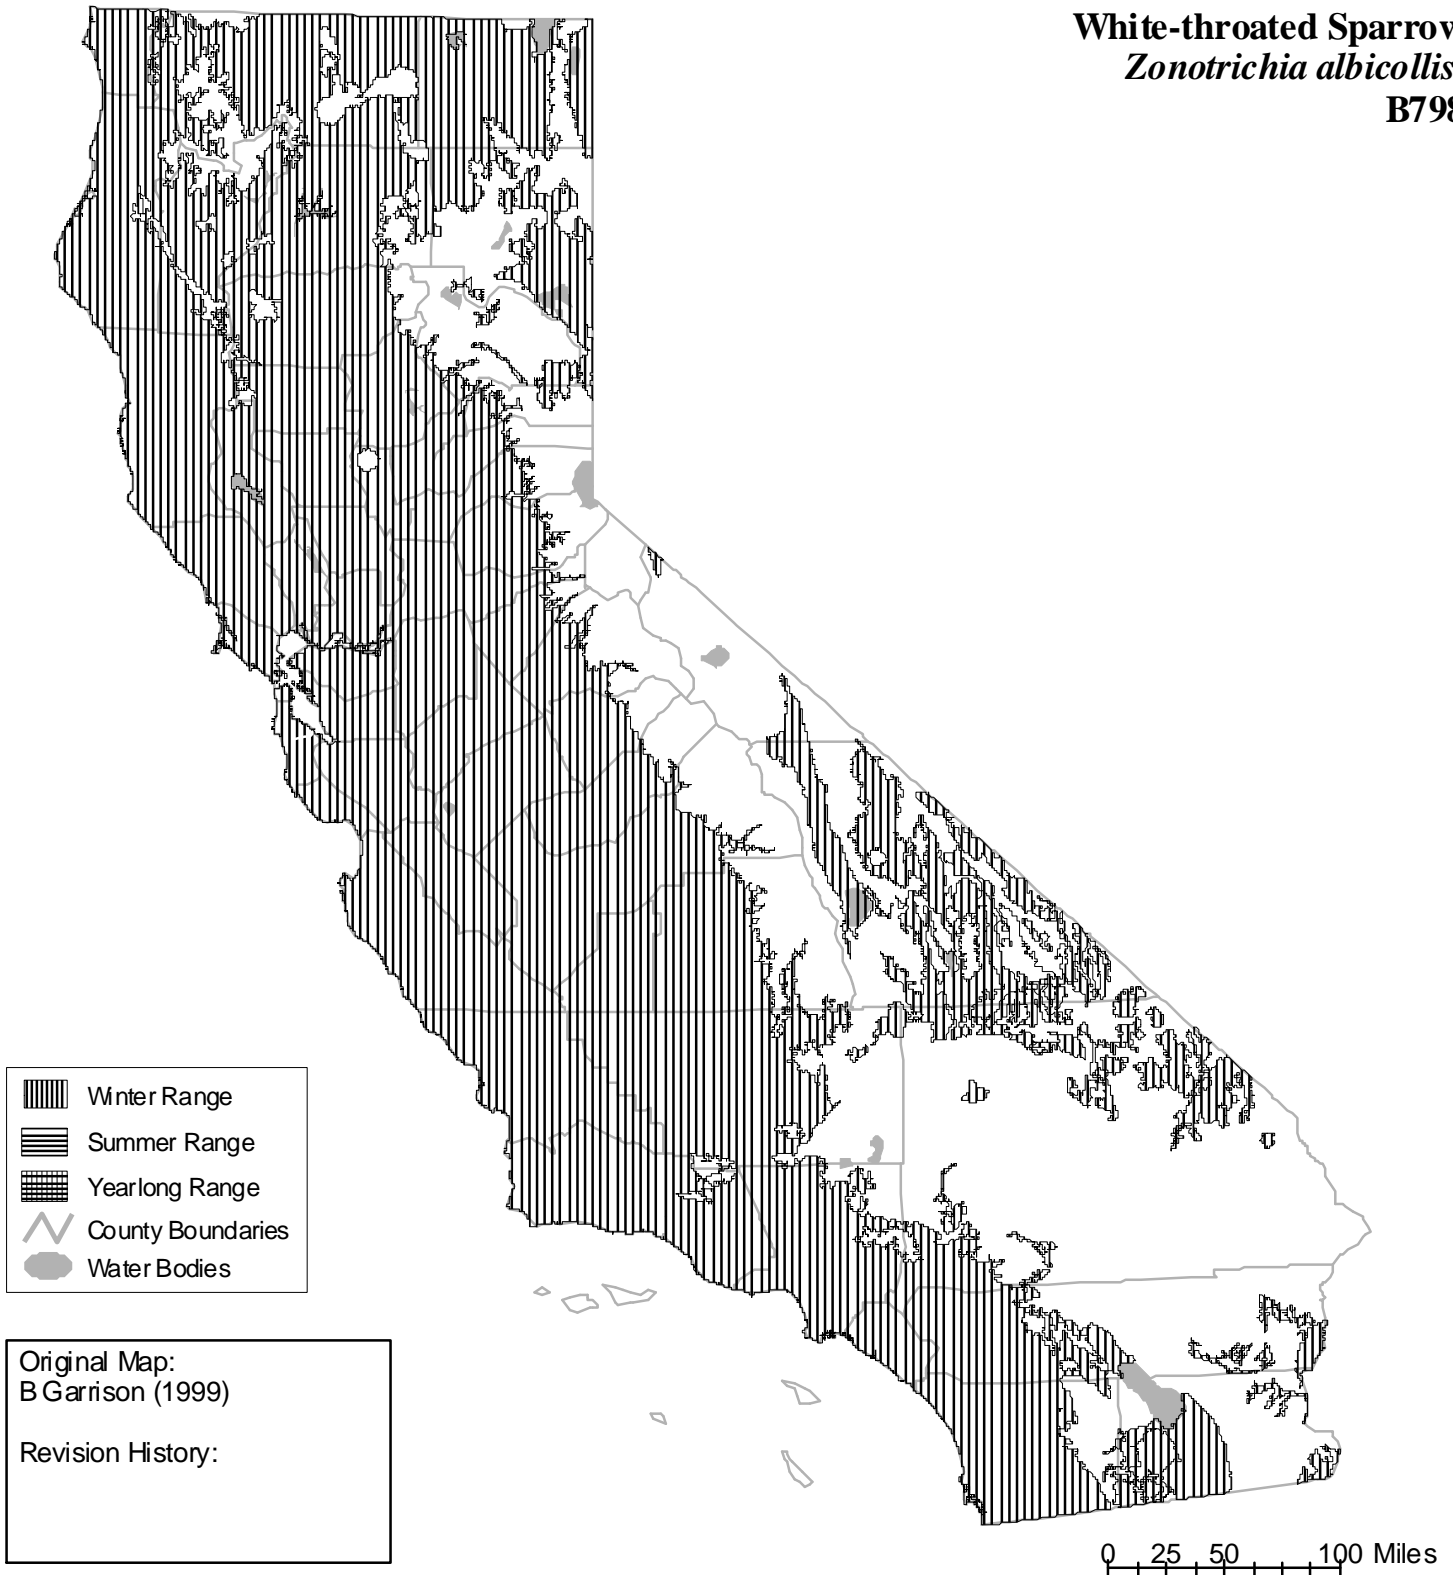 White-throated Sparrow
Zonotrichia albicollis
B798
Winter Range
Summer Range
Yearlong Range
County Boundaries
Water Bodies
Original Map:
B Garrison (1999)
Revision History:
0 25 50 100 Miles